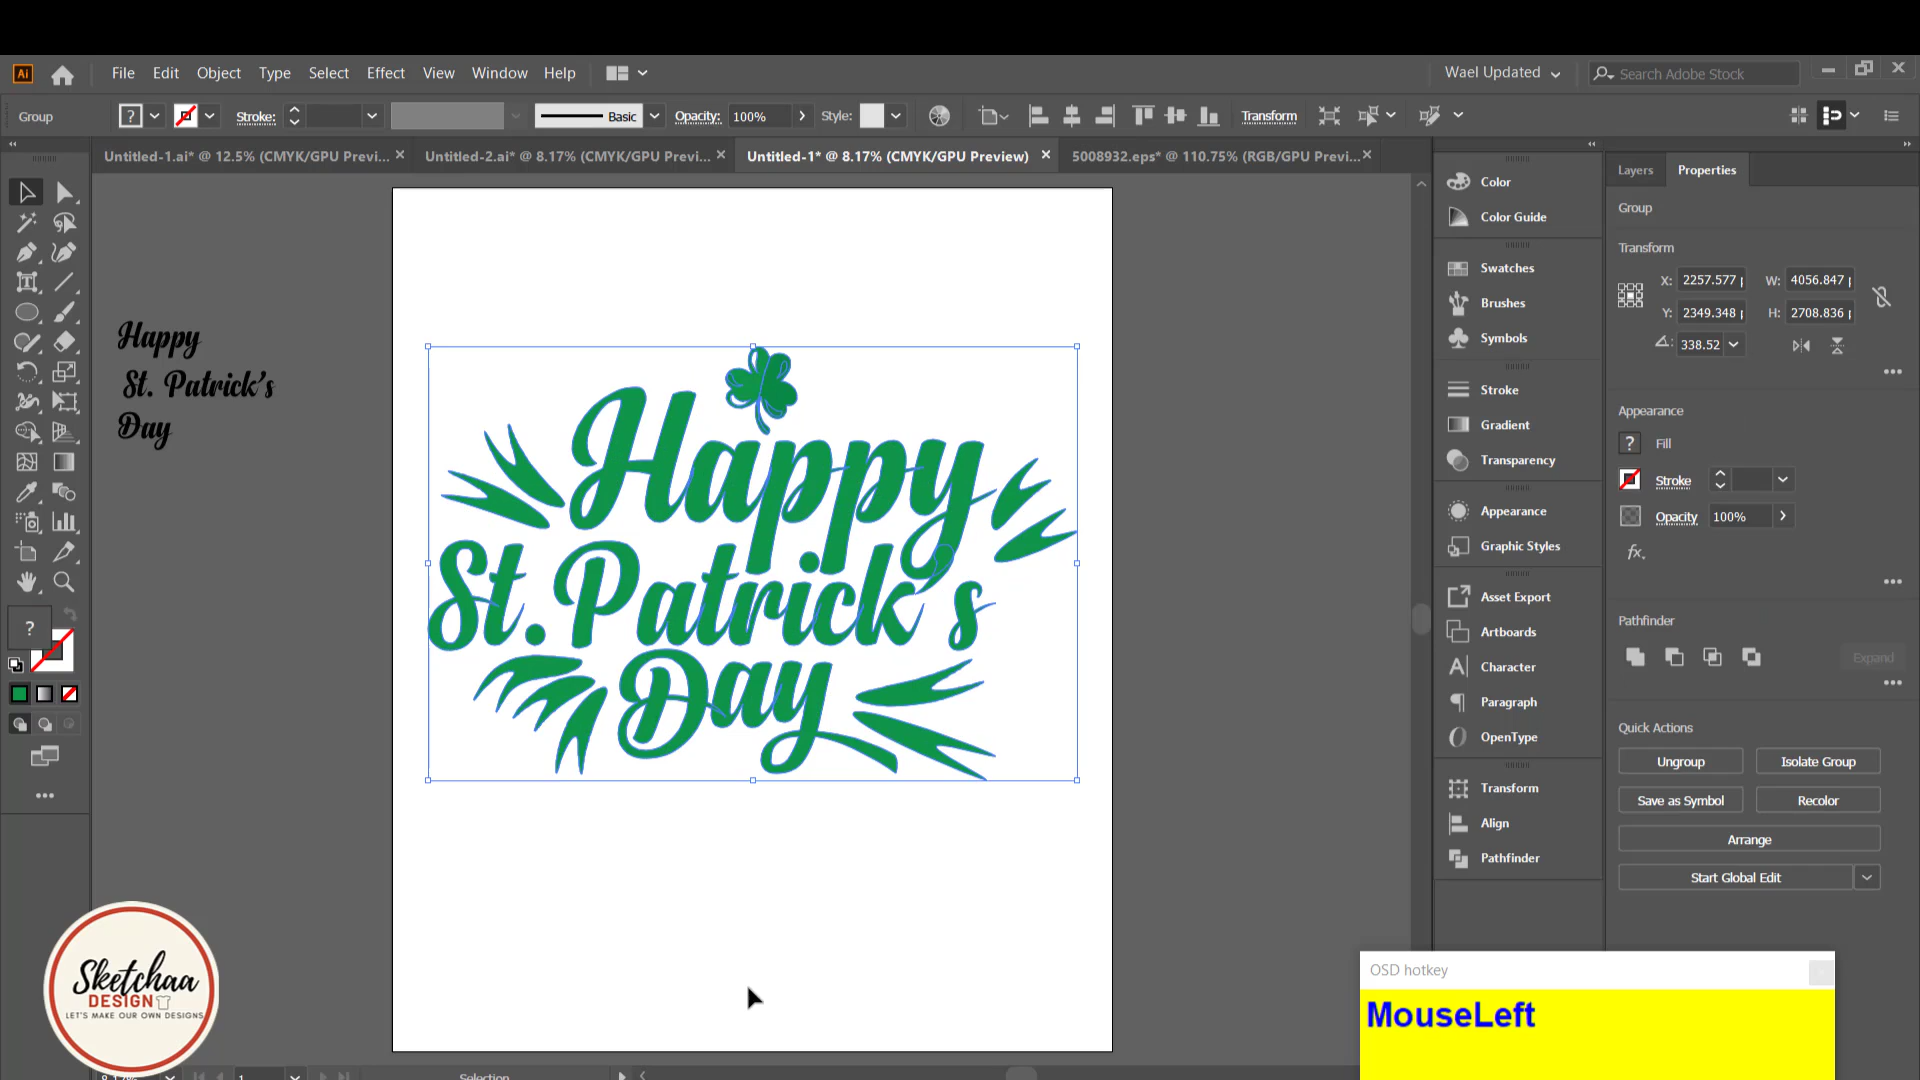 Ai File Edit Object Type Select Effect View Window Help Wael Updated Search Adobe Stock
Group ? Stroke: Basic Opacity: 100% Style: Transform
Untitled-1.ai* @ 12.5% (CMYK/GPU Previ... Untitled-2.ai* @ 8.17% (CMYK/GPU Previ... Untitled-1* @ 8.17% (CMYK/GPU Preview) 5008932.eps* @ 110.75% (RGB/GPU Previ...
Happy
St. Patrick's
Day
Happy
St. Patrick's
Day
?
Color
Color Guide
Swatches
Brushes
Symbols
Stroke
Gradient
Transparency
Appearance
Graphic Styles
Asset Export
Artboards
Character
Paragraph
OpenType
Transform
Align
Pathfinder
Layers Properties
Group
Transform
X: 2257.577 W: 4056.847
Y: 2349.348 H: 2708.836
338.52
Appearance
? Fill
Stroke
Opacity 100%
fx.
Pathfinder
Expand
Quick Actions
Ungroup Isolate Group
Save as Symbol Recolor
Arrange
Start Global Edit
Sketchaa
DESIGN
LET'S MAKE OUR OWN DESIGNS
OSD hotkey
MouseLeft
1 Selection